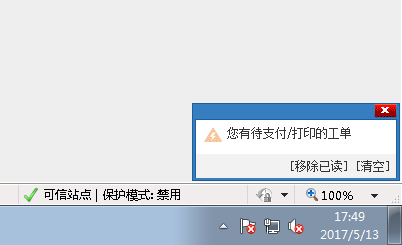 您有待支付/打印的工单
[移除已读] [清空]
可信站点 | 保护模式: 禁用
100%
17:49
2017/5/13